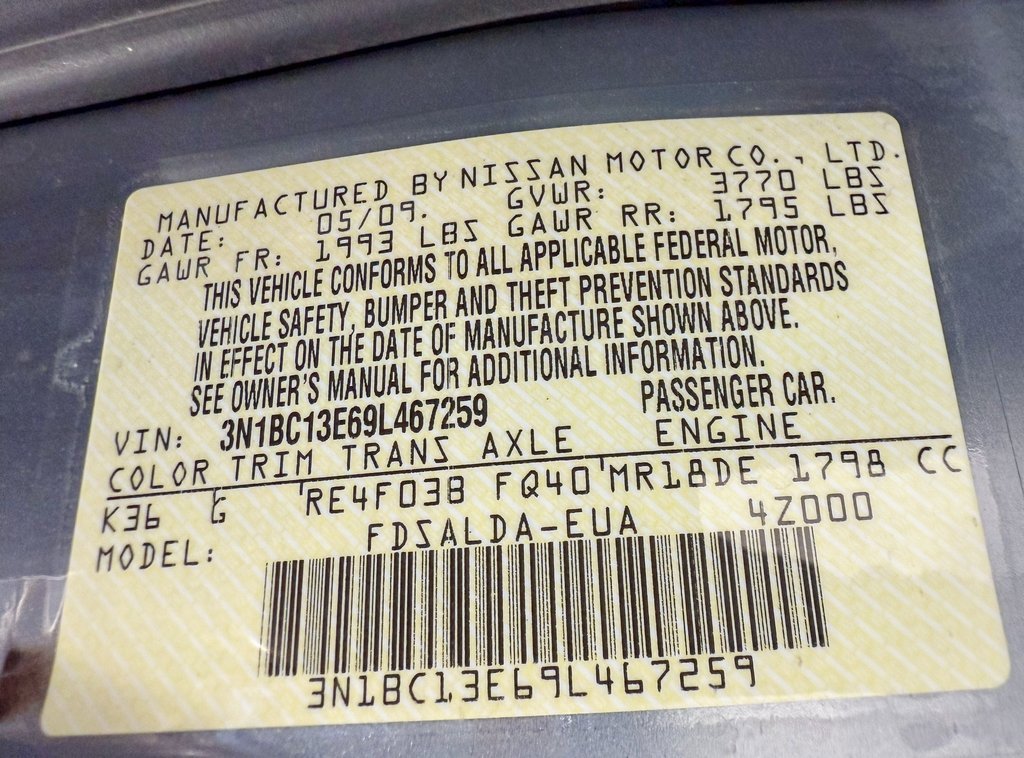 MANUFACTURED BY NISSAN MOTOR CO., LTD.
DATE: 05/09. GVWR: 3770 LBS
GAWR FR: 1993 LBS GAWR RR: 1795 LBS
THIS VEHICLE CONFORMS TO ALL APPLICABLE FEDERAL MOTOR,
VEHICLE SAFETY, BUMPER AND THEFT PREVENTION STANDARDS
IN EFFECT ON THE DATE OF MANUFACTURE SHOWN ABOVE.
SEE OWNER'S MANUAL FOR ADDITIONAL INFORMATION.
VIN: 3N1BC13E69L467259 PASSENGER CAR.
COLOR TRIM TRANS AXLE ENGINE
K36 G RE4F03B FQ40 MR18DE 1798 CC
MODEL: FDSALDA-EUA 4Z000
3N1BC13E69L467259